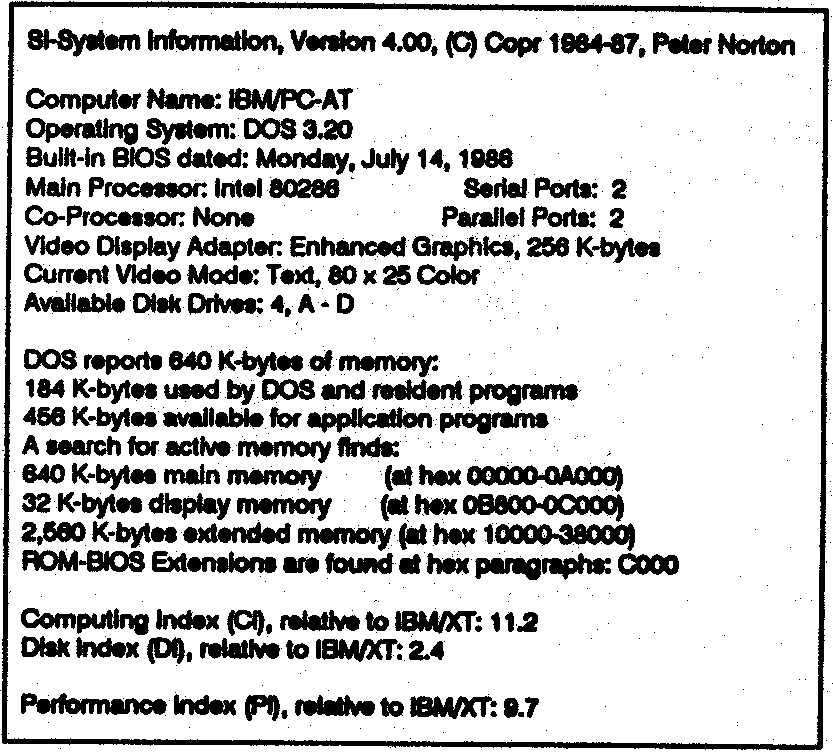 SI-System Information, Version 4.00, (C) Copr 1984-87, Peter Norton
Computer Name: IBM/PC-AT
Operating System: DOS 3.20
Built-in BIOS dated: Monday, July 14, 1986
Main Processor: Intel 80286 Serial Ports: 2
Co-Processor: None Parallel Ports: 2
Video Display Adapter: Enhanced Graphics, 256 K-bytes
Current Video Mode: Text, 80 x 25 Color
Available Disk Drives: 4, A - D
DOS reports 640 K-bytes of memory:
184 K-bytes used by DOS and resident programs
456 K-bytes available for application programs
A search for active memory finds:
640 K-bytes main memory (at hex 00000-0A000)
32 K-bytes display memory (at hex 0B800-0C000)
2,560 K-bytes extended memory (at hex 10000-38000)
ROM-BIOS Extensions are found at hex paragraphs: C000
Computing Index (CI), relative to IBM/XT: 11.2
Disk Index (DI), relative to IBM/XT: 2.4
Performance Index (PI), relative to IBM/XT: 9.7